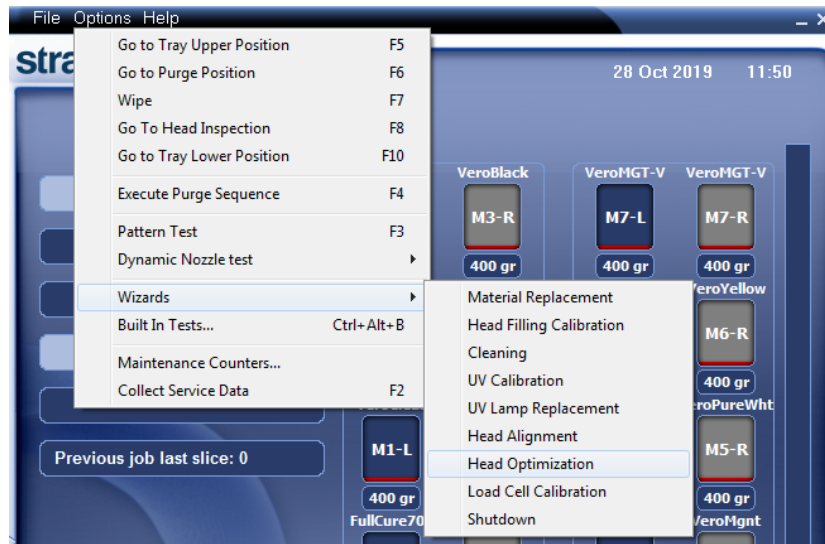 File Options Help
stra
28 Oct 2019 11:50
Go to Tray Upper Position F5
Go to Purge Position F6
Wipe F7
Go To Head Inspection F8
Go to Tray Lower Position F10
Execute Purge Sequence F4
Pattern Test F3
Dynamic Nozzle test
Wizards
Built In Tests... Ctrl+Alt+B
Maintenance Counters...
Collect Service Data F2
Material Replacement
Head Filling Calibration
Cleaning
UV Calibration
UV Lamp Replacement
Head Alignment
Head Optimization
Load Cell Calibration
Shutdown
VeroBlack VeroMGT-V VeroMGT-V
M3-R M7-L M7-R
400 gr 400 gr 400 gr
VeroYellow
M6-R
400 gr
eroPureWht
Previous job last slice: 0
M1-L M5-R
400 gr 400 gr
FullCure70 VeroMgnt